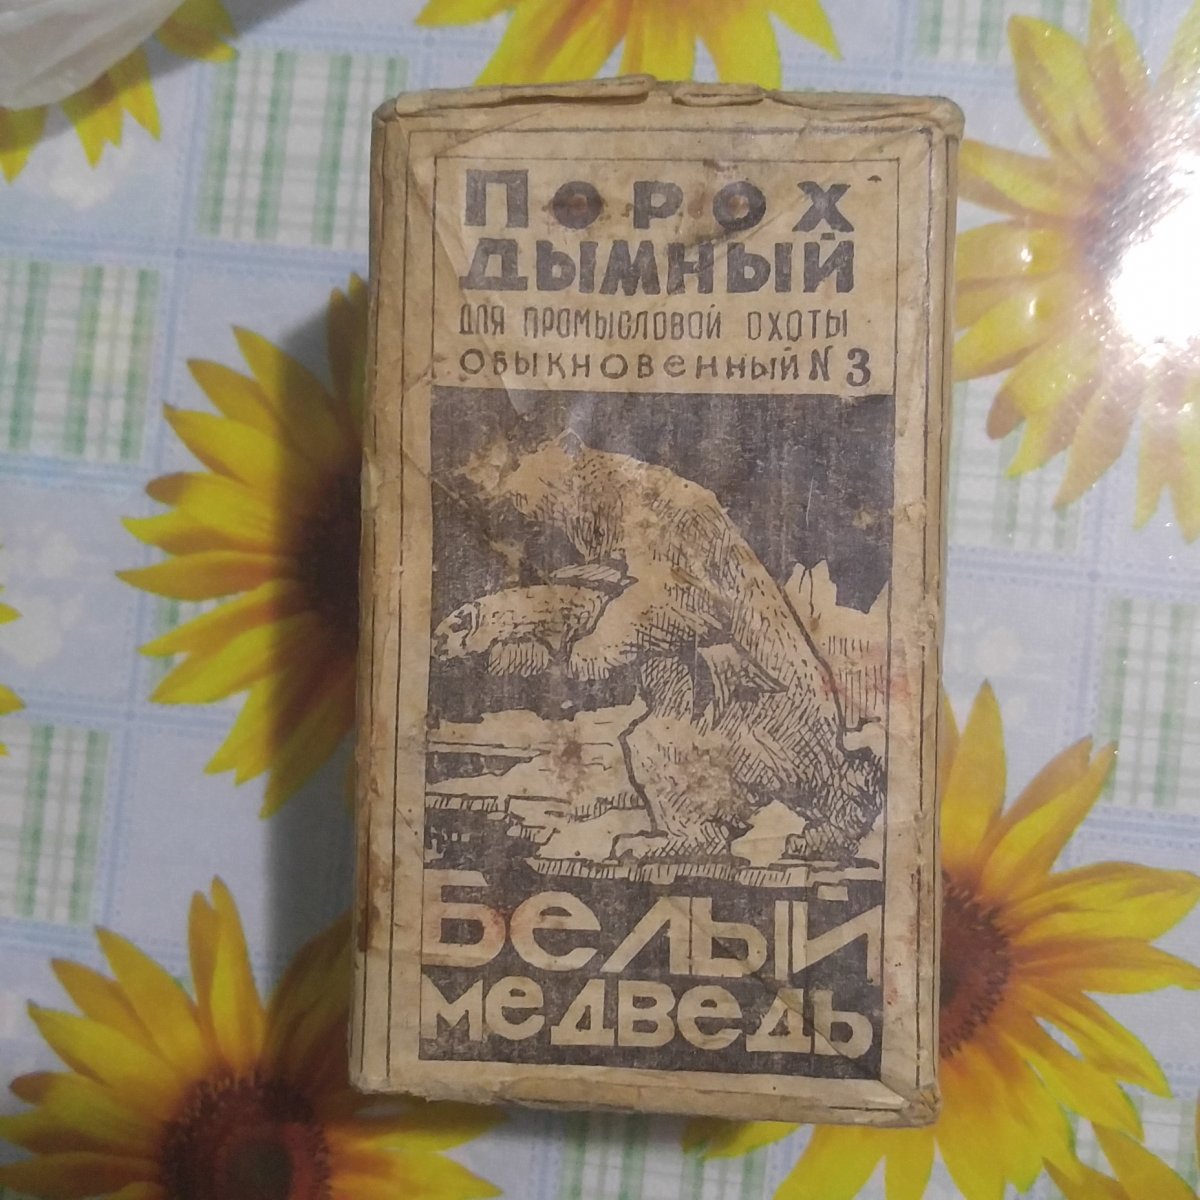 ПОРОХ
ДЫМНЫЙ
ДЛЯ ПРОМЫСЛОВОЙ ОХОТЫ
ОБЫКНОВЕННЫЙ N 3
БЕЛЫЙ
МЕДВЕДЬ